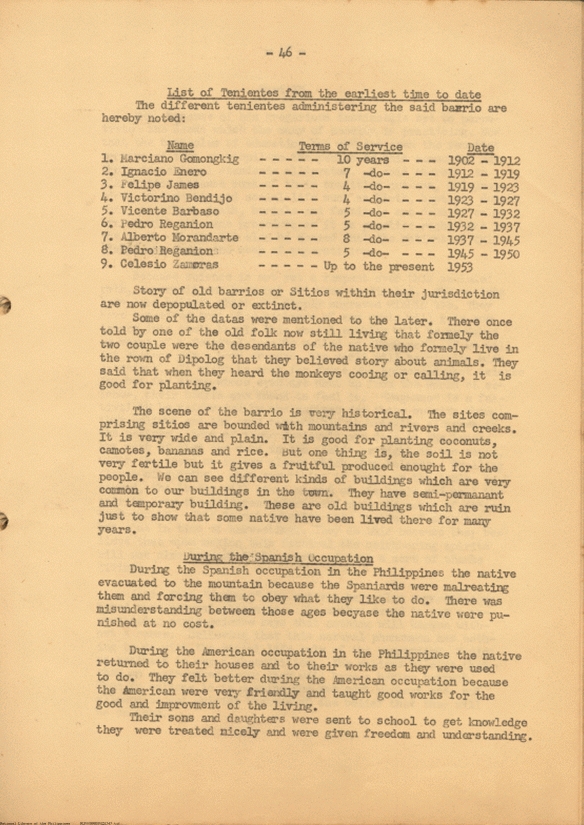 - 46 -
List of Tenientes from the earliest time to date
The different tenientes administering the said barrio are
hereby noted:
Name Terms of Service Date
1. Marciano Gomongkig - - - - - 10 years - - - 1902 - 1912
2. Ignacio Enero - - - - - 7 -do- - - - 1912 - 1919
3. Felipe James - - - - - 4 -do- - - - 1919 - 1923
4. Victorino Bendijo - - - - - 4 -do- - - - 1923 - 1927
5. Vicente Barbaso - - - - - 5 -do- - - - 1927 - 1932
6. Pedro Reganion - - - - - 5 -do- - - - 1932 - 1937
7. Alberto Morandarte - - - - - 8 -do- - - - 1937 - 1945
8. Pedro Reganion - - - - - 5 -do- - - - 1945 - 1950
9. Celesio Zamoras - - - - - Up to the present 1953
Story of old barrios or Sitios within their jurisdiction
are now depopulated or extinct.
Some of the datas were mentioned to the later. There once
told by one of the old folk now still living that formely the
two couple were the desendants of the native who formely live in
the rown of Dipolog that they believed story about animals. They
said that when they heard the monkeys cooing or calling, it is
good for planting.
The scene of the barrio is very historical. The sites com-
prising sitios are bounded with mountains and rivers and creeks.
It is very wide and plain. It is good for planting coconuts,
camotes, bananas and rice. But one thing is, the soil is not
very fertile but it gives a fruitful produced enought for the
people. We can see different kinds of buildings which are very
common to our buildings in the town. They have semi-permanant
and temporary building. These are old buildings which are ruin
just to show that some native have been lived there for many
years.
During the Spanish Occupation
During the Spanish occupation in the Philippines the native
evacuated to the mountain because the Spaniards were malreating
them and forcing them to obey what they like to do. There was
misunderstanding between those ages becyase the native were pu-
nished at no cost.
During the American occupation in the Philippines the native
returned to their houses and to their works as they were used
to do. They felt better during the American occupation because
the American were very friendly and taught good works for the
good and improvment of the living.
Their sons and daughters were sent to school to get knowledge
they were treated nicely and were given freedom and understanding.